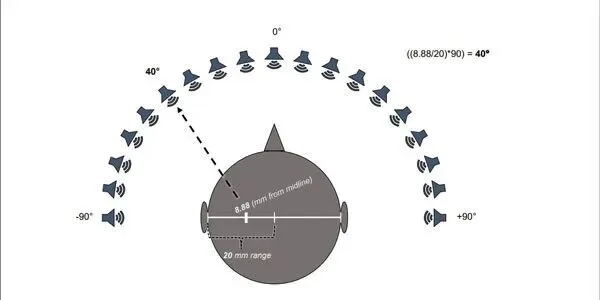 0°
((8.88/20)*90) = 40°
40°
8.88 (mm from midline)
-90°
+90°
20 mm range